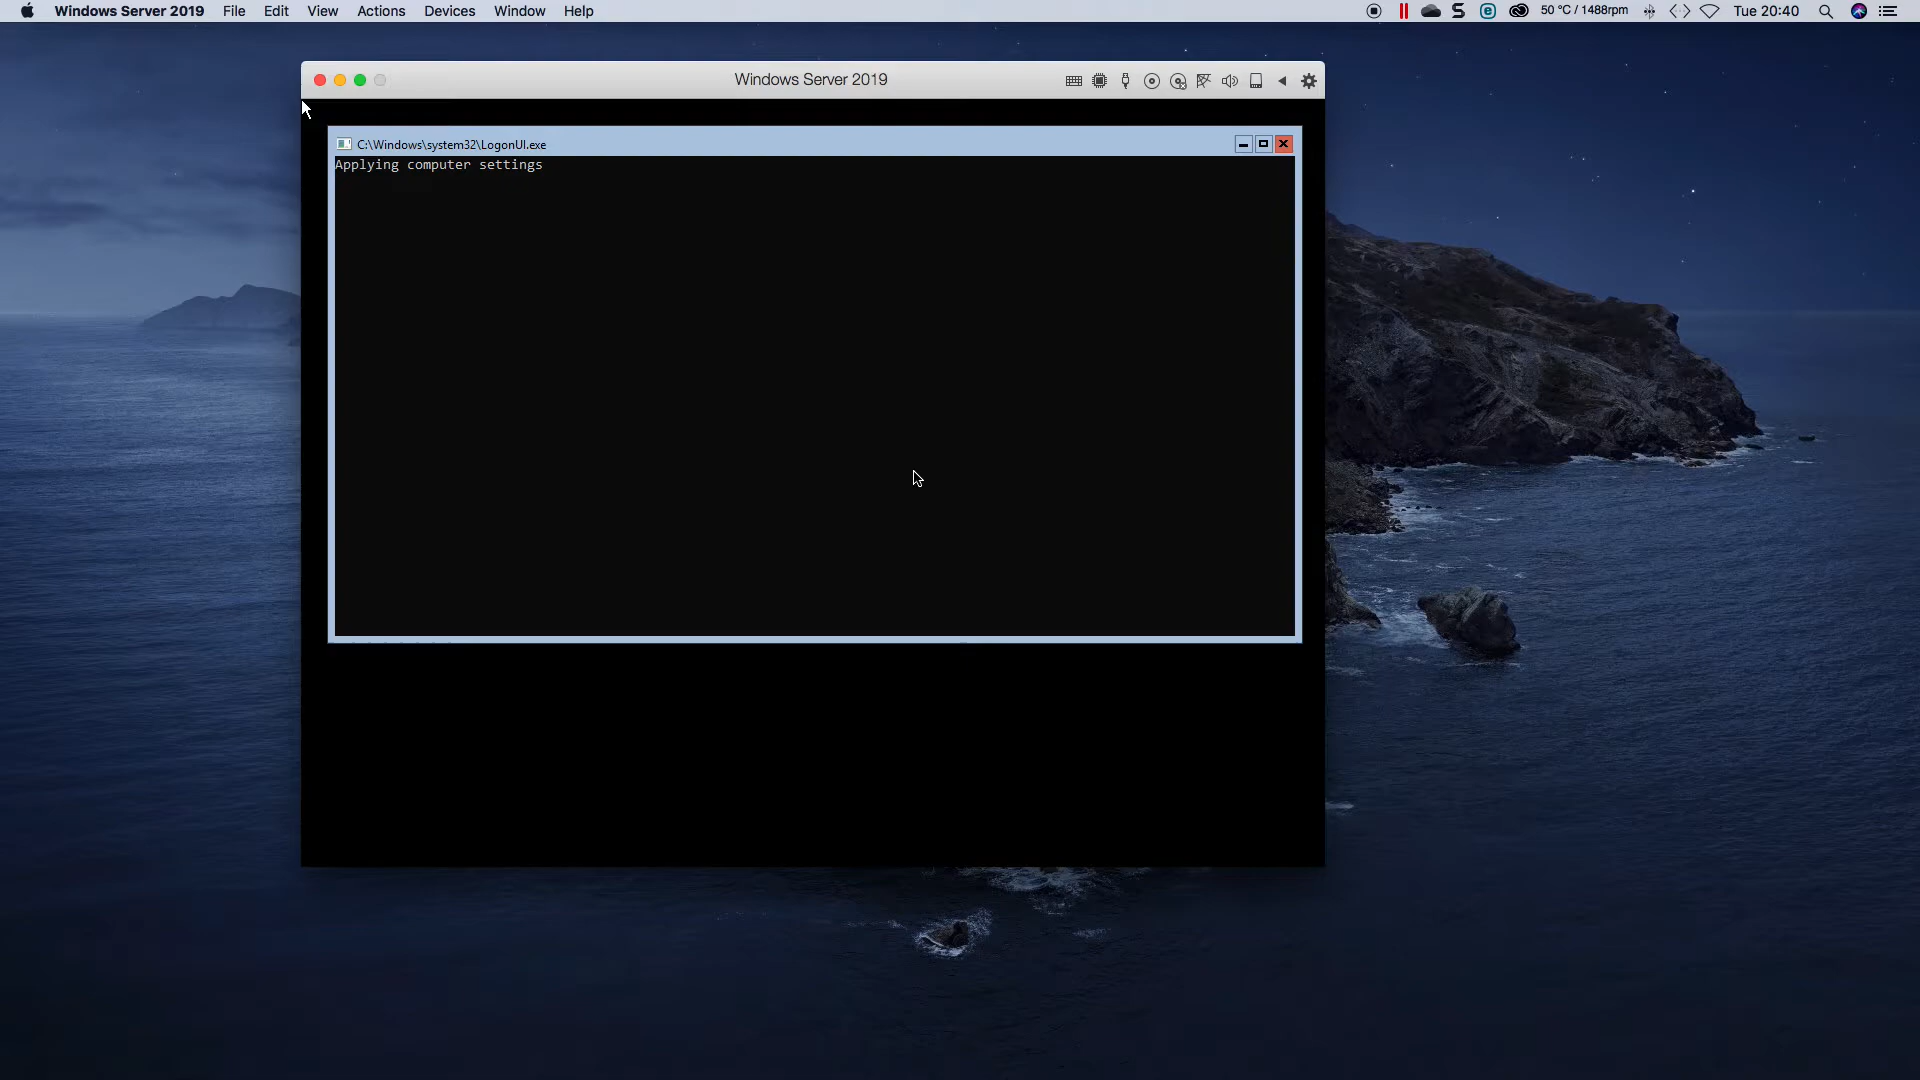 Windows Server 2019 File Edit View Actions Devices Window Help 50 °C / 1488rpm Tue 20:40
Windows Server 2019
C:\Windows\system32\LogonUI.exe
Applying computer settings